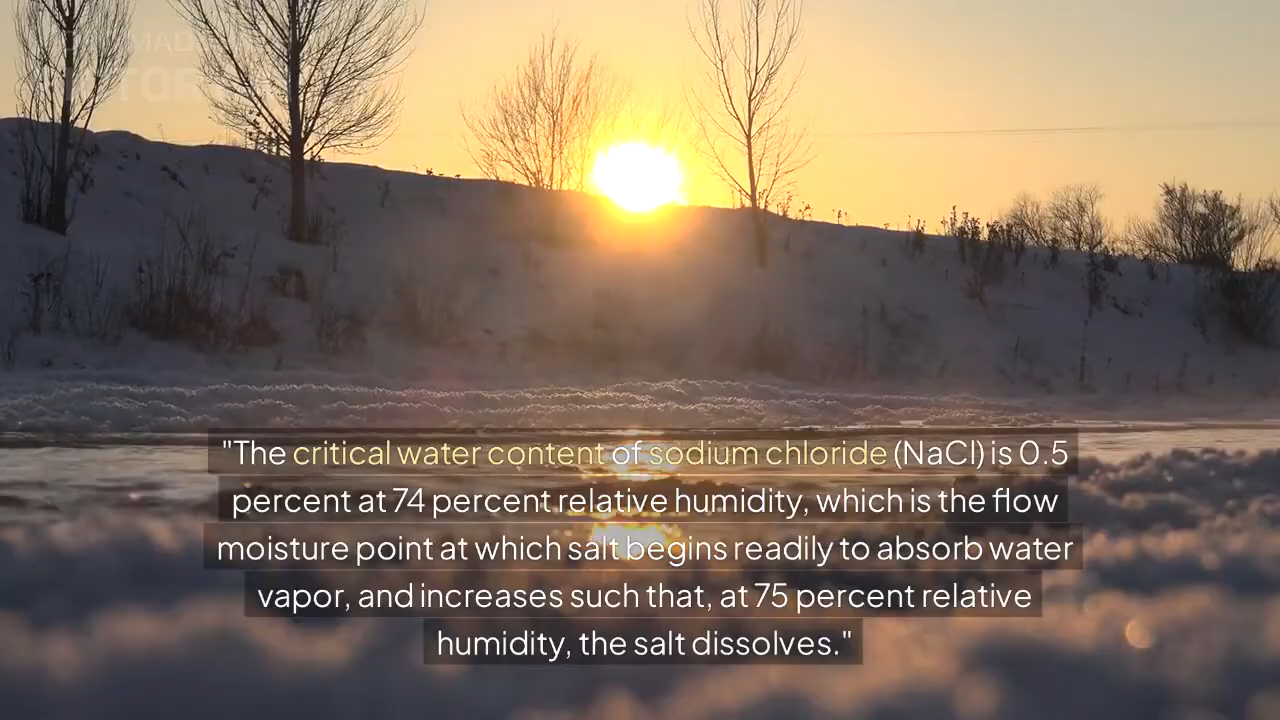 "The critical water content of sodium chloride (NaCl) is 0.5
percent at 74 percent relative humidity, which is the flow
moisture point at which salt begins readily to absorb water
vapor, and increases such that, at 75 percent relative
humidity, the salt dissolves."